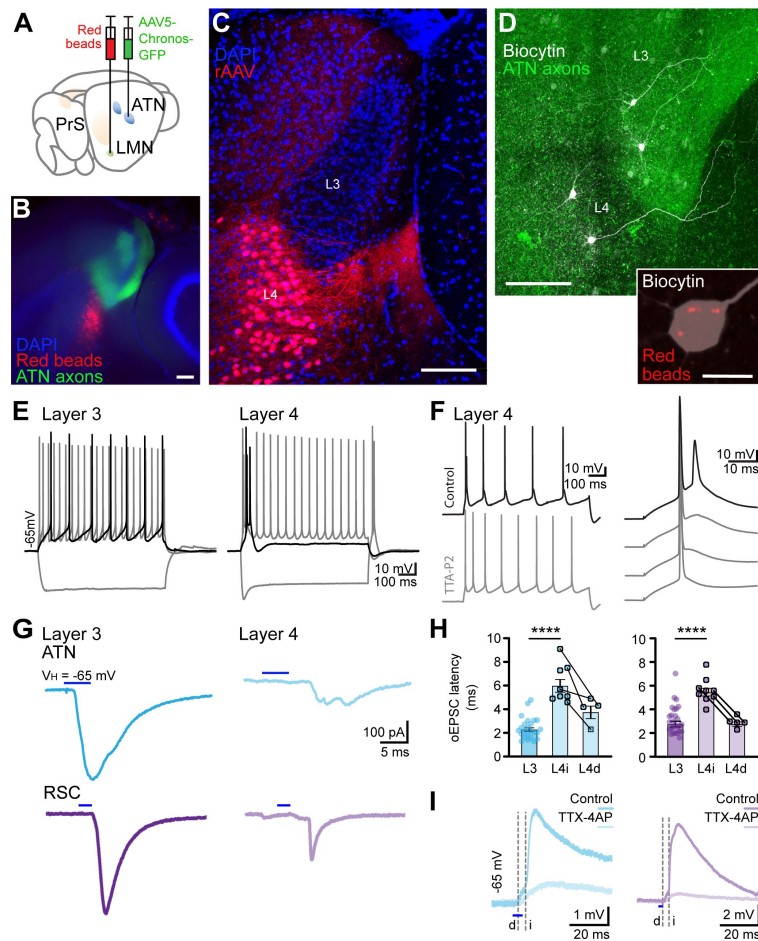 A
Red
beads
AAV5-
Chronos-
GFP
PrS
ATN
LMN
B
DAPI
Red beads
ATN axons
C
DAPI
rAAV
L3
L4
D
Biocytin
ATN axons
L3
L4
Biocytin
Red
beads
E
Layer 3
Layer 4
-65mV
10 mV
100 ms
F
Layer 4
Control
TTA-P2
10 mV
100 ms
10 mV
10 ms
G
Layer 3
Layer 4
ATN
VH = -65 mV
100 pA
5 ms
RSC
H
oEPSC latency
(ms)
10
8
6
4
2
0
****
L3 L4i L4d
10
8
6
4
2
0
****
L3 L4i L4d
I
Control
TTX-4AP
-65 mV
d i
1 mV
20 ms
Control
TTX-4AP
d i
2 mV
20 ms